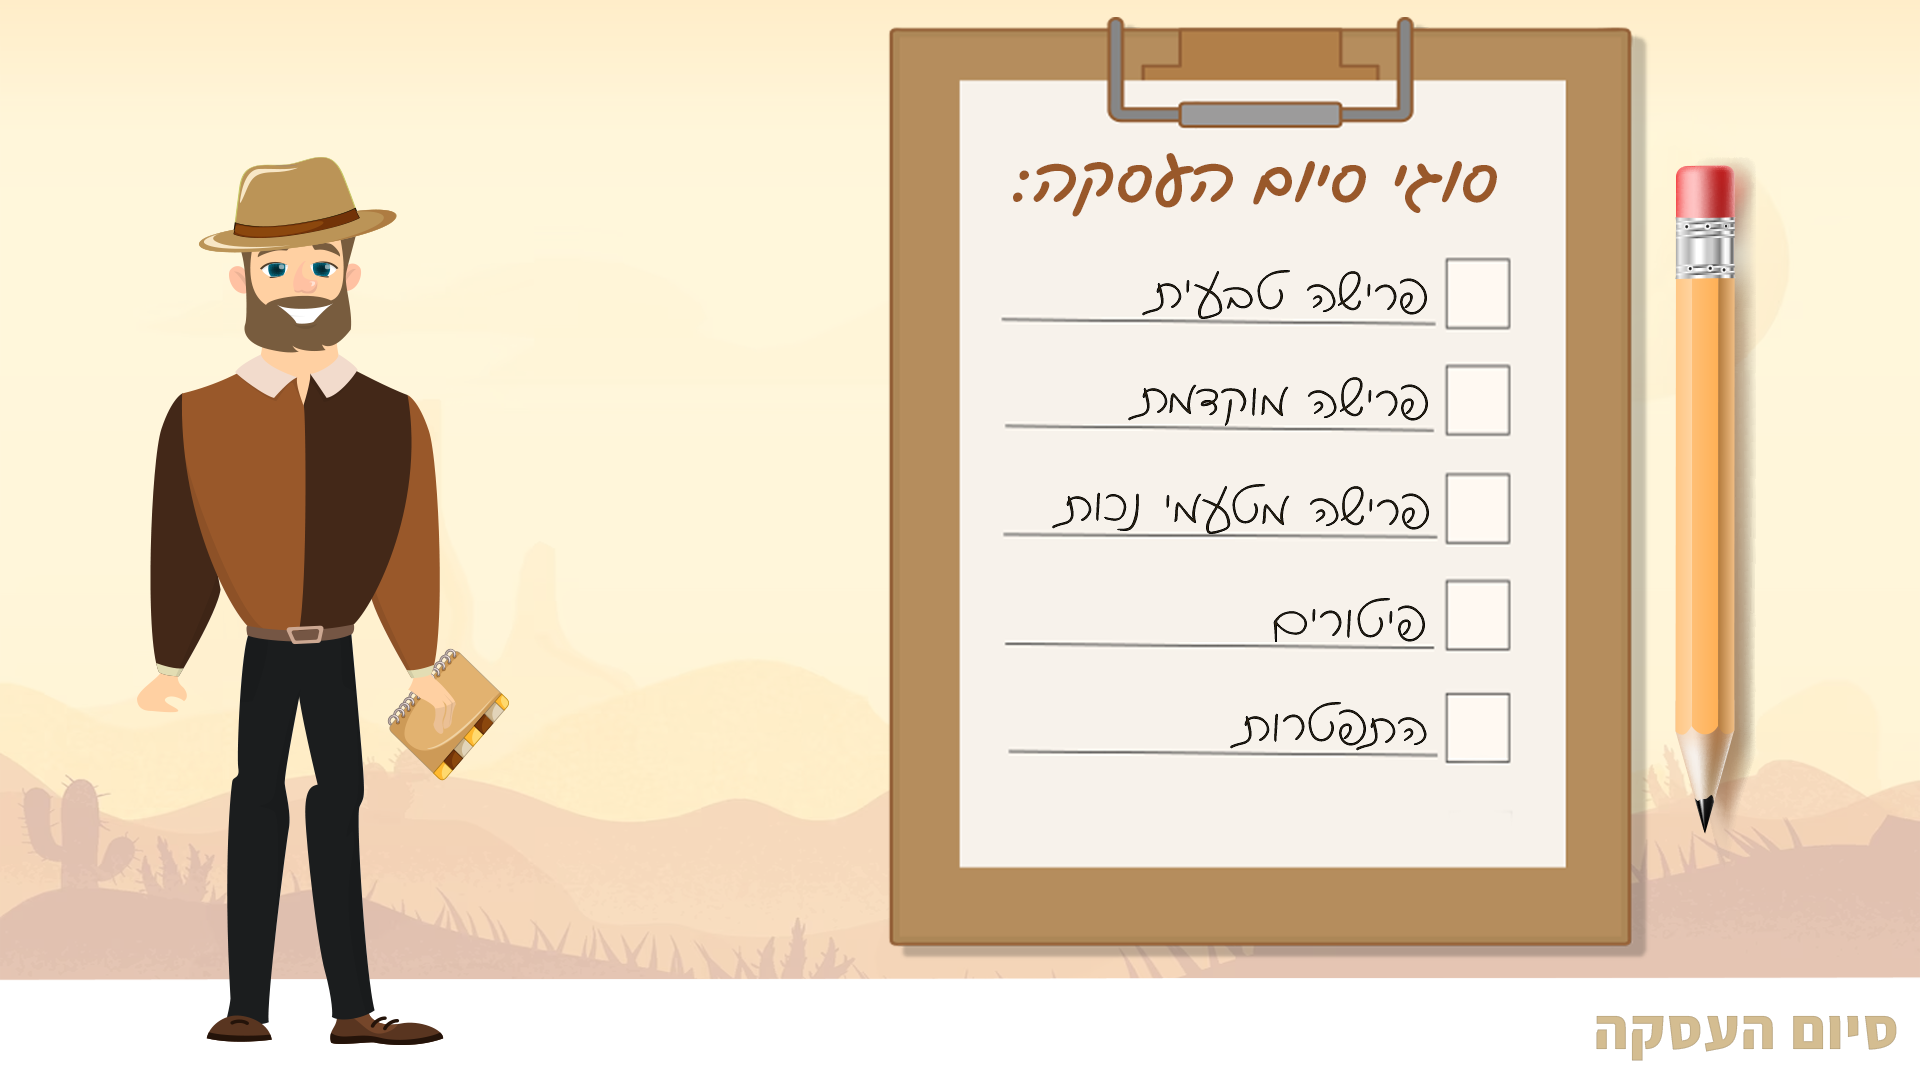 סוגי סיום העסקה:
פרישה טבעית
פרישה מוקדמת
פרישה מטעמי נכות
פיטורים
התפטרות
סיום העסקה